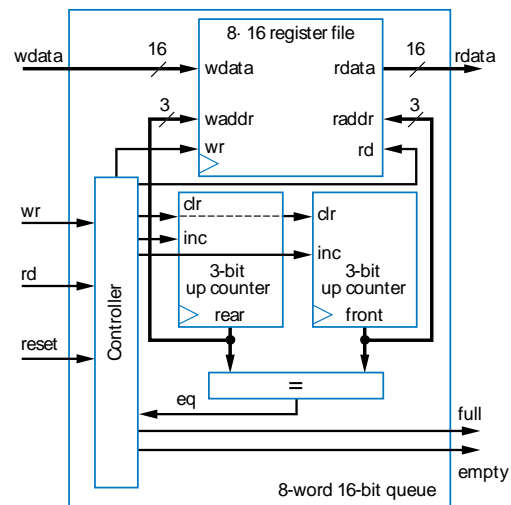 8· 16 register file
wdata
16
wdata
rdata
16
rdata
3
waddr
raddr
3
wr
rd
clr
clr
wr
inc
inc
rd
3-bit
up counter
3-bit
up counter
Controller
rear
front
reset
=
eq
full
empty
8-word 16-bit queue